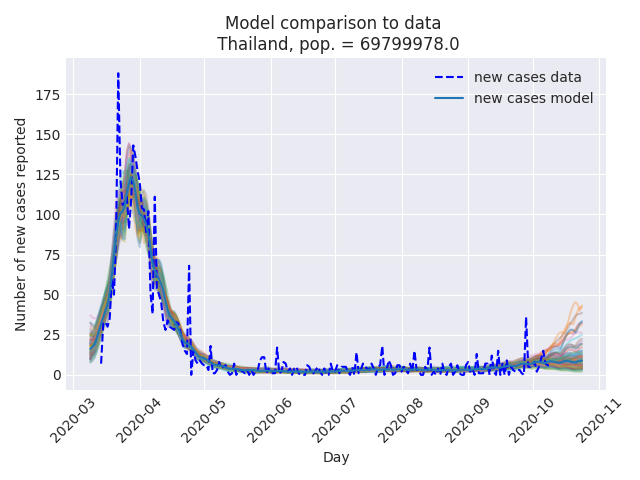 Model comparison to data
Thailand, pop. = 69799978.0
new cases data
new cases model
Number of new cases reported
175
150
125
100
75
50
25
0
2020-03
2020-04
2020-05
2020-06
2020-07
2020-08
2020-09
2020-10
2020-11
Day